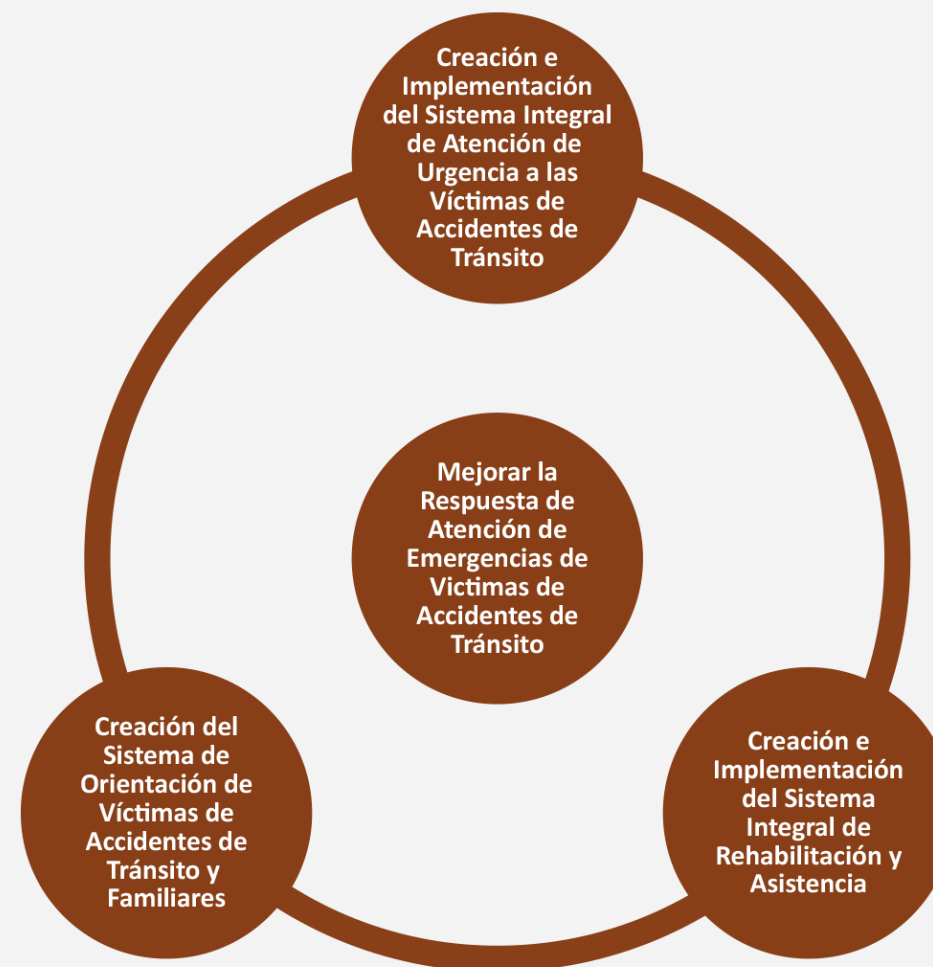 Creación e
Implementación
del Sistema Integral
de Atención de
Urgencia a las
Víctimas de
Accidentes de
Tránsito
Mejorar la
Respuesta de
Atención de
Emergencias de
Victimas de
Accidentes de
Tránsito
Creación del
Sistema de
Orientación de
Víctimas de
Accidentes de
Tránsito y
Familiares
Creación e
Implementación
del Sistema
Integral de
Rehabilitación y
Asistencia